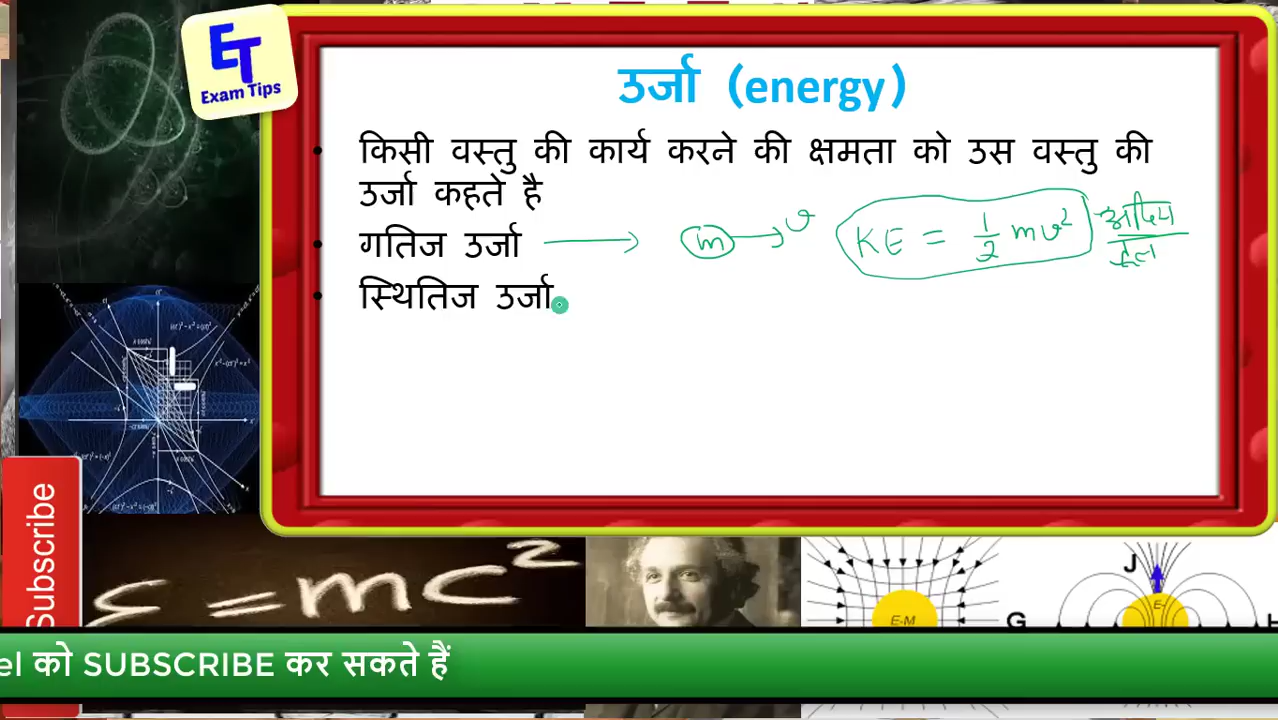 ET
Exam Tips
उर्जा (energy)
• किसी वस्तु की कार्य करने की क्षमता को उस वस्तु की
उर्जा कहते है
• गतिज उर्जा
m
v
KE = 1/2 mv²
अदिश
• स्थितिज उर्जा
Subscribe
= mc²
E-M
G
J
E-
H
el को SUBSCRIBE कर सकते हैं